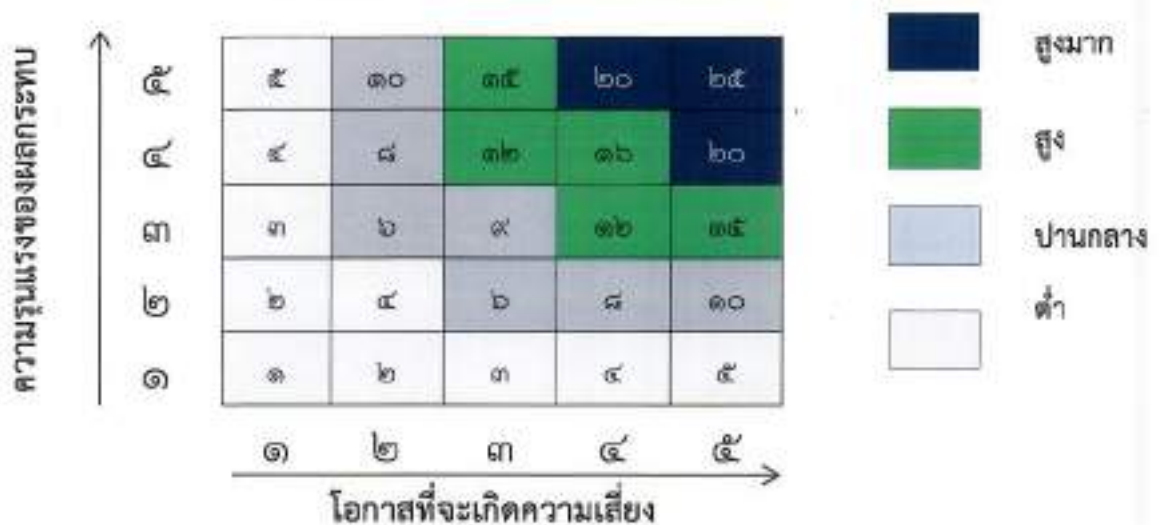 ความรุนแรงของผลกระทบ
๕ ๕ ๑๐ ๑๕ ๒๐ ๒๕
๔ ๔ ๘ ๑๒ ๑๖ ๒๐
๓ ๓ ๖ ๙ ๑๒ ๑๕
๒ ๒ ๔ ๖ ๘ ๑๐
๑ ๑ ๒ ๓ ๔ ๕
๑ ๒ ๓ ๔ ๕
โอกาสที่จะเกิดความเสี่ยง
สูงมาก
สูง
ปานกลาง
ต่ำ